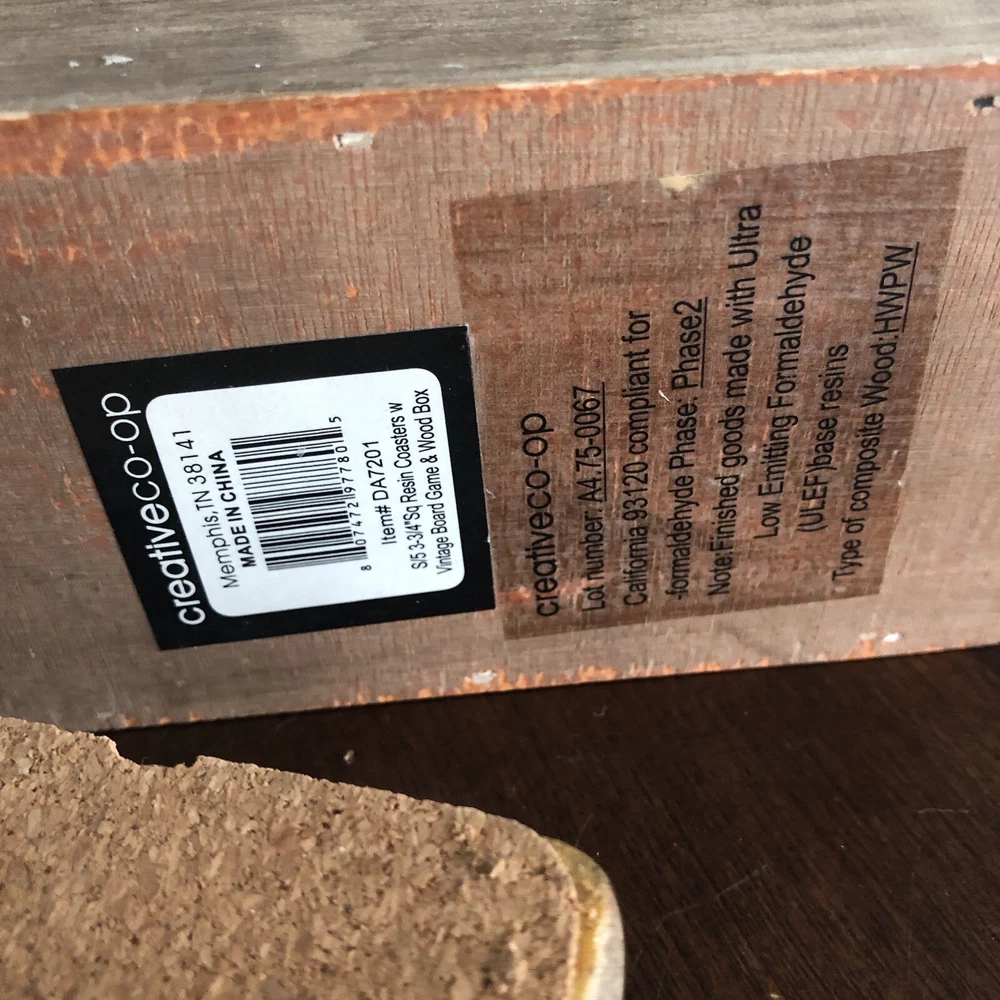 creativeco-op
Memphis,TN 38141
MADE IN CHINA
8 07472 97780 5
Item# DA7201
S/5 3-3/4"Sq Resin Coasters w
Vintage Board Game & Wood Box
creativeco-op
Lot number: A475-0067
California 93120 compliant for
-formaldehyde Phase: Phase2
Note:Finished goods made with Ultra
Low Emitting Formaldehyde
(ULEF)base resins
Type of composite Wood:HWPW